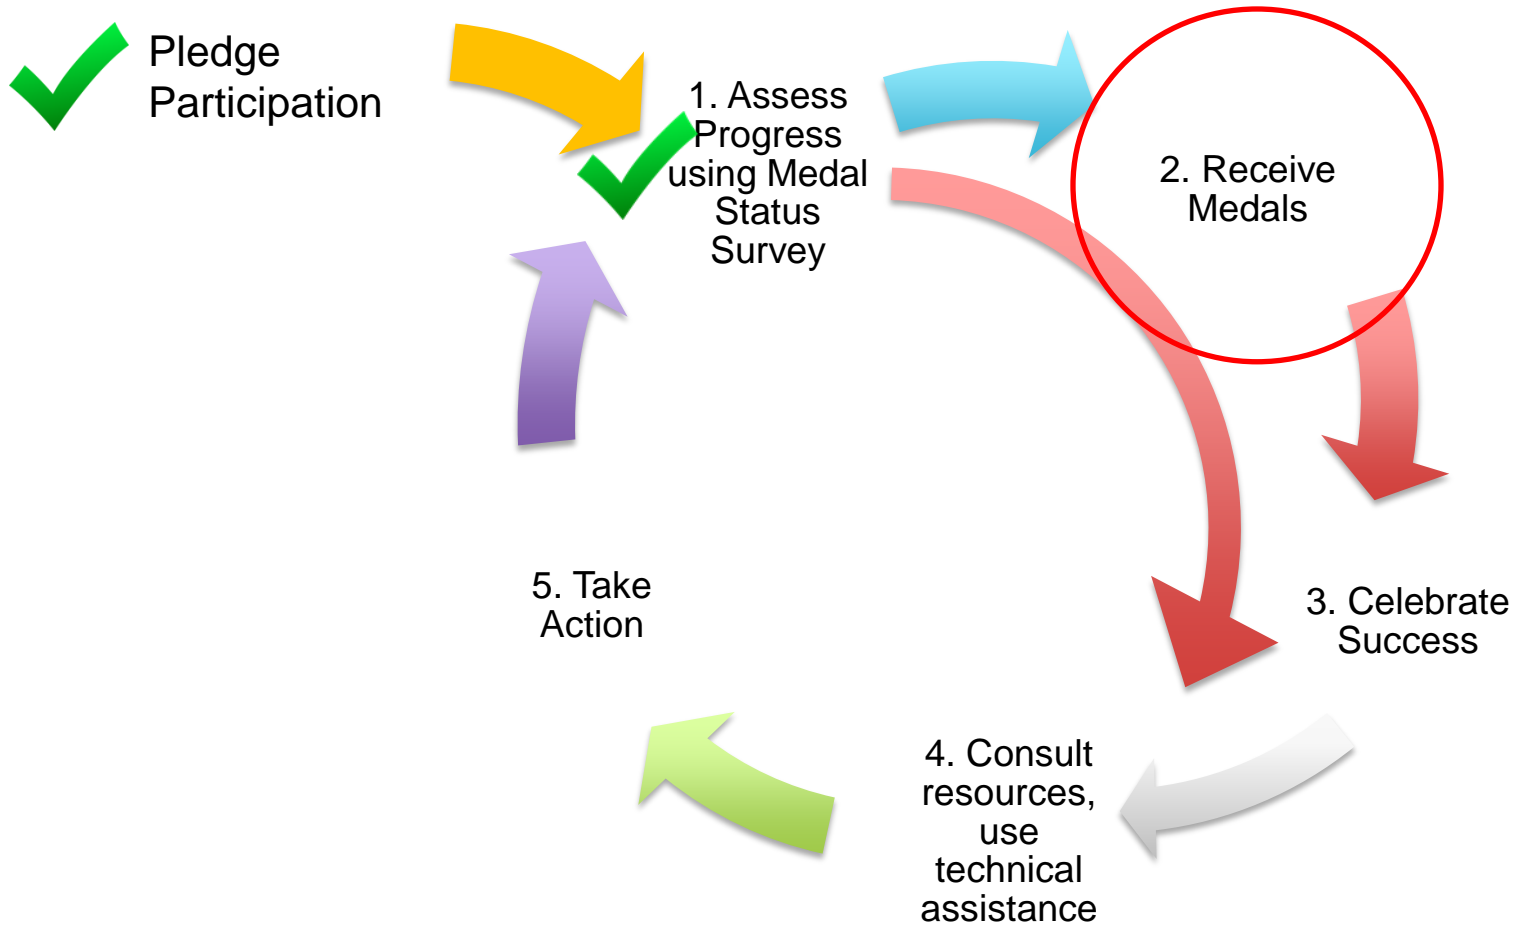 Pledge
Participation
1. Assess
Progress
using Medal
Status
Survey
2. Receive
Medals
3. Celebrate
Success
4. Consult
resources,
use
technical
assistance
5. Take
Action